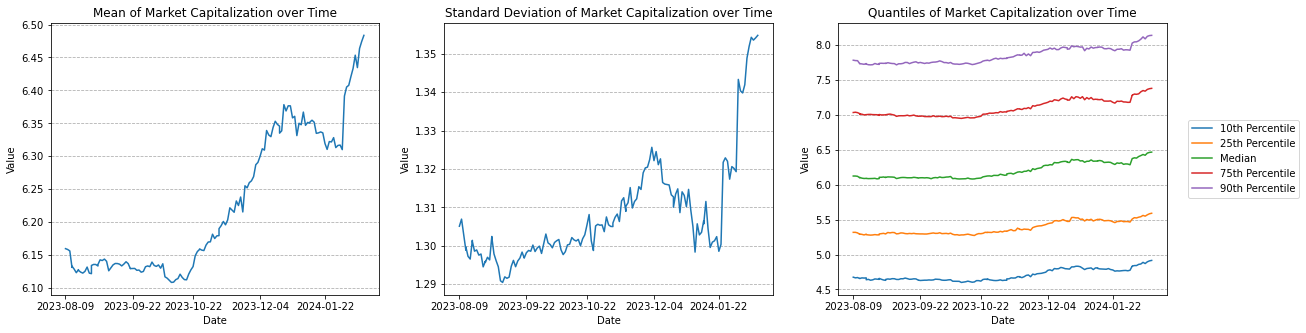 Mean of Market Capitalization over Time
6.50
6.45
6.40
6.35
6.30
6.25
6.20
6.15
6.10
Value
2023-08-09 2023-09-22 2023-10-22 2023-12-04 2024-01-22
Date
Standard Deviation of Market Capitalization over Time
1.35
1.34
1.33
1.32
1.31
1.30
1.29
Value
2023-08-09 2023-09-22 2023-10-22 2023-12-04 2024-01-22
Date
Quantiles of Market Capitalization over Time
8.0
7.5
7.0
6.5
6.0
5.5
5.0
4.5
Value
2023-08-09 2023-09-22 2023-10-22 2023-12-04 2024-01-22
Date
10th Percentile
25th Percentile
Median
75th Percentile
90th Percentile